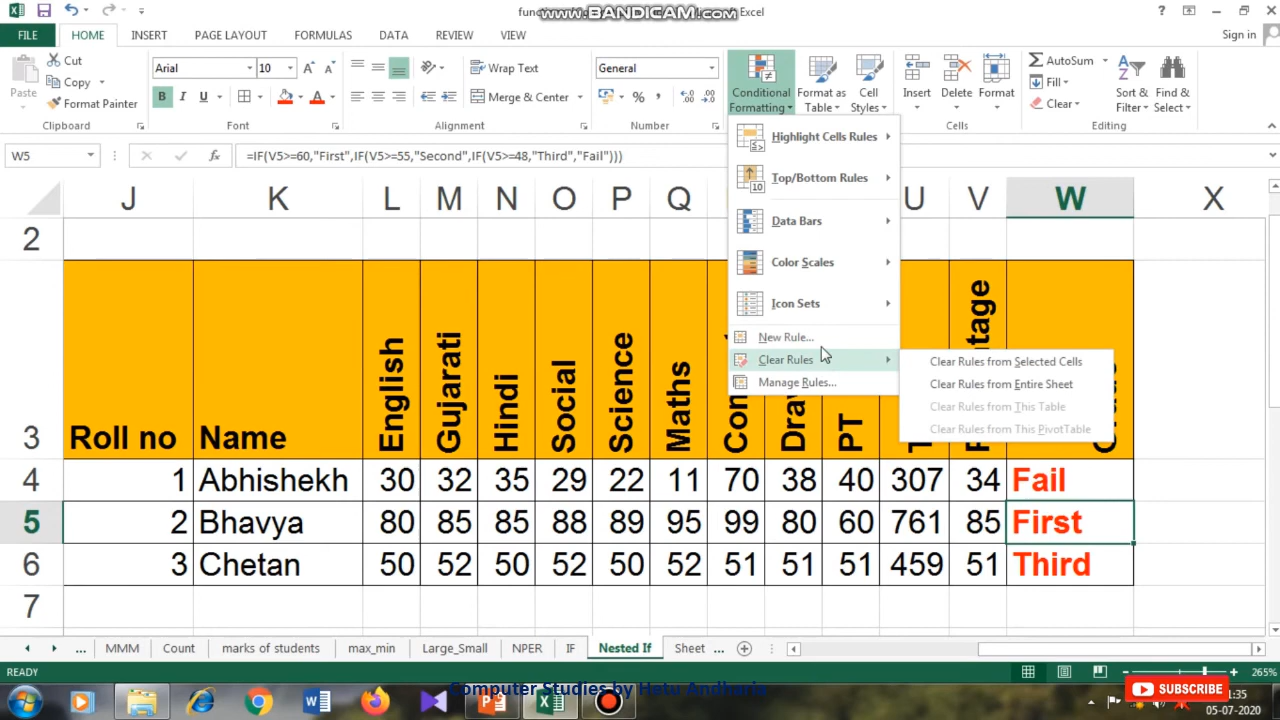 www.BANDICAM.com
Excel
FILE HOME INSERT PAGE LAYOUT FORMULAS DATA REVIEW VIEW Sign in
Paste
Cut
Copy
Format Painter
Clipboard
Arial 10
B I U
Font
Wrap Text
Merge & Center
Alignment
General
%
Number
Conditional Formatting
Format as Table
Cell Styles
Insert Delete Format
Cells
AutoSum
Fill
Clear
Sort & Filter
Find & Select
Editing
W5 fx =IF(V5>=60,"First",IF(V5>=55,"Second",IF(V5>=48,"Third","Fail")))
Highlight Cells Rules
Top/Bottom Rules
Data Bars
Color Scales
Icon Sets
New Rule...
Clear Rules
Manage Rules...
Clear Rules from Selected Cells
Clear Rules from Entire Sheet
Clear Rules from This Table
Clear Rules from This PivotTable
J K L M N O P Q U V W X
2
3 Roll no Name English Gujarati Hindi Social Science Maths PT
4 1 Abhishekh 30 32 35 29 22 11 70 38 40 307 34 Fail
5 2 Bhavya 80 85 85 88 89 95 99 80 60 761 85 First
6 3 Chetan 50 52 50 52 50 52 51 51 51 459 51 Third
7
... MMM Count marks of students max_min Large_Small NPER IF Nested If Sheet ...
READY 265%
Computer Studies by Hetu Andharia
SUBSCRIBE
05-07-2020